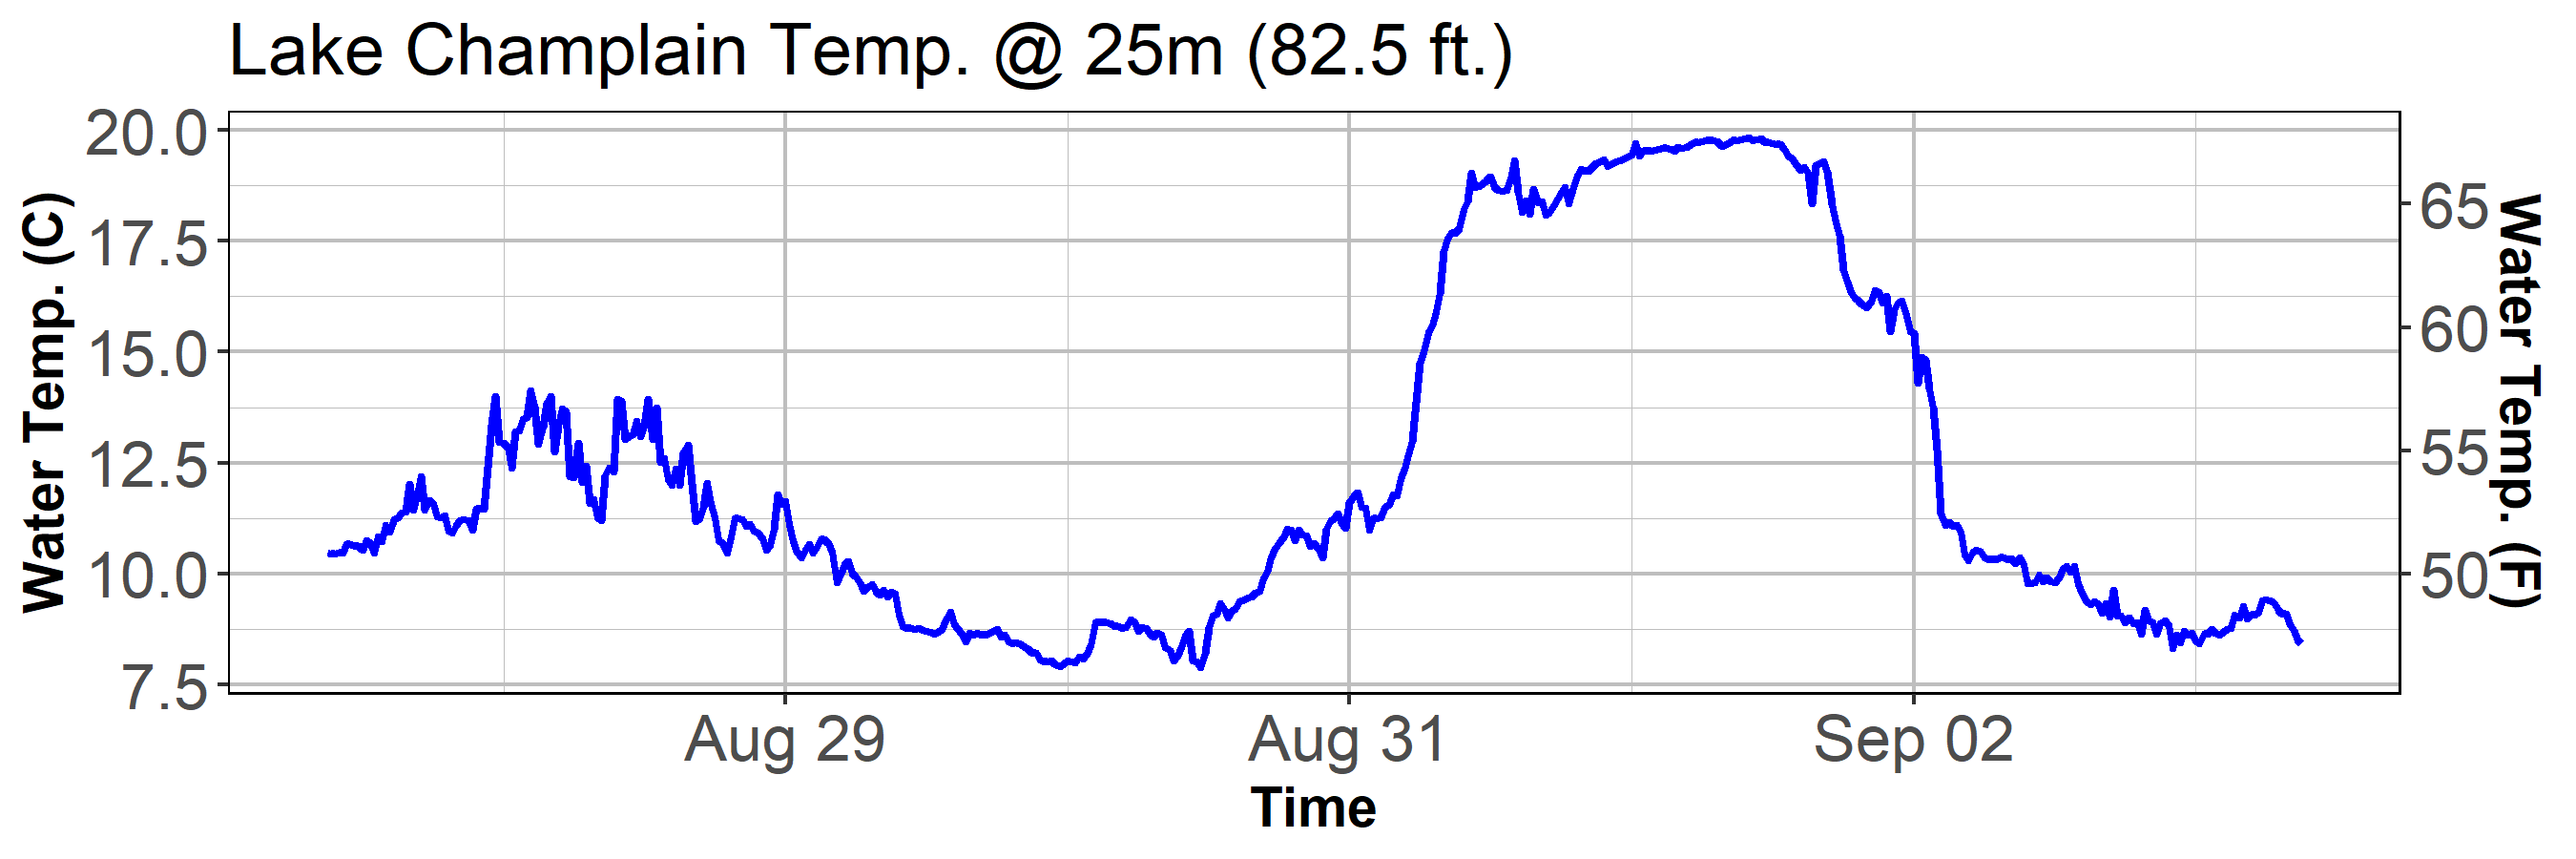 Lake Champlain Temp. @ 25m (82.5 ft.)
Water Temp. (C)
20.0
17.5
15.0
12.5
10.0
7.5
65
60
55
50
Water Temp. (F)
Aug 29 Aug 31 Sep 02
Time